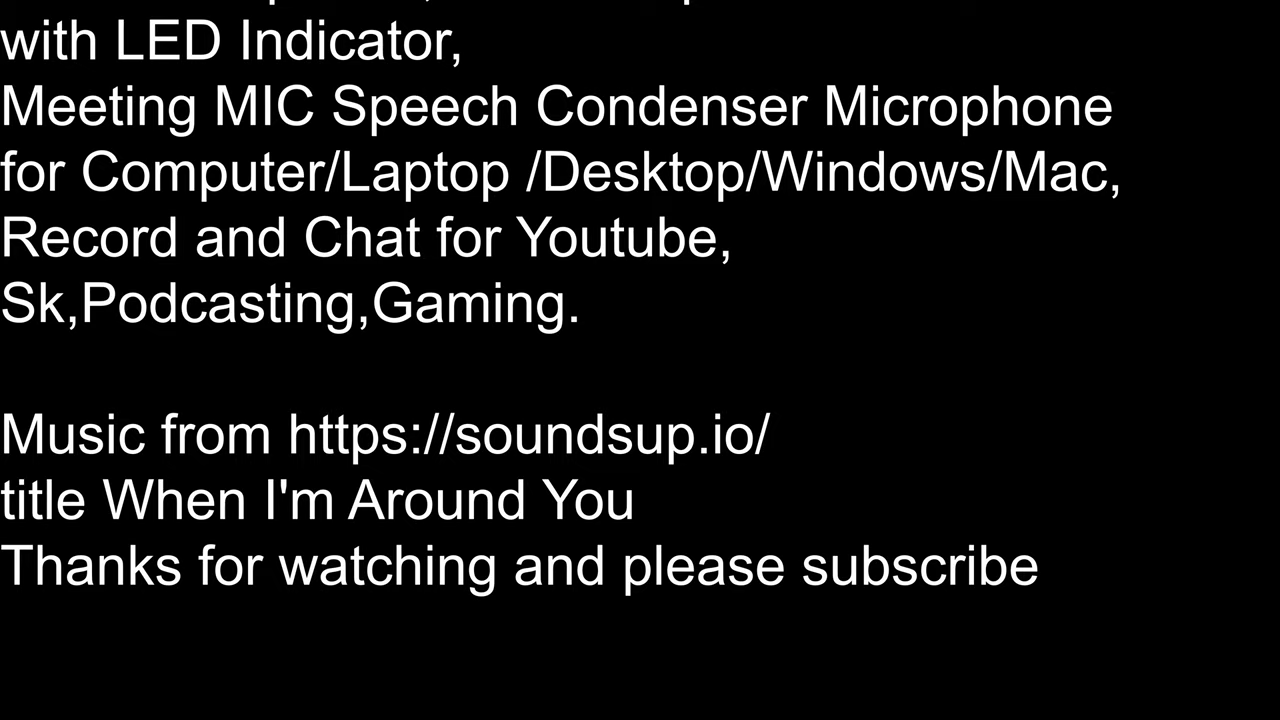 with LED Indicator,
Meeting MIC Speech Condenser Microphone
for Computer/Laptop /Desktop/Windows/Mac,
Record and Chat for Youtube,
Sk,Podcasting,Gaming.
Music from https://soundsup.io/
title When I'm Around You
Thanks for watching and please subscribe